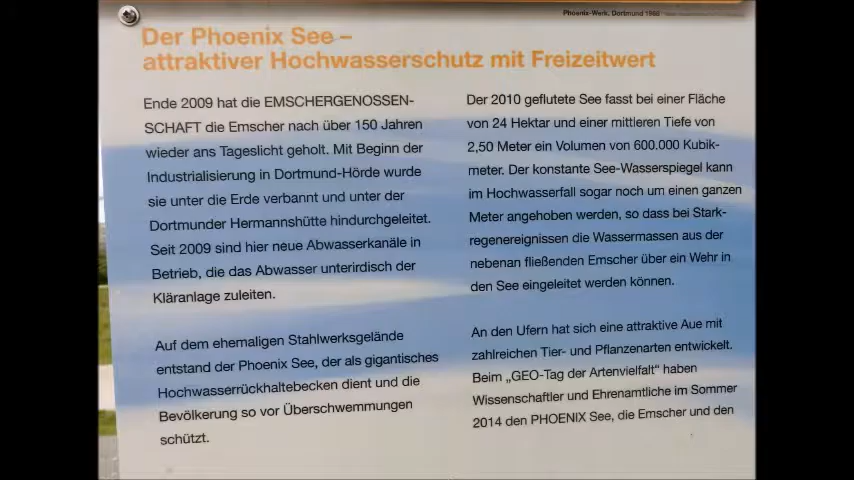 Phoenix-Werk, Dortmund 1960
Der Phoenix See –
attraktiver Hochwasserschutz mit Freizeitwert
Ende 2009 hat die EMSCHERGENOSSEN-
SCHAFT die Emscher nach über 150 Jahren
wieder ans Tageslicht geholt. Mit Beginn der
Industrialisierung in Dortmund-Hörde wurde
sie unter die Erde verbannt und unter der
Dortmunder Hermannshütte hindurchgeleitet.
Seit 2009 sind hier neue Abwasserkanäle in
Betrieb, die das Abwasser unterirdisch der
Kläranlage zuleiten.
Auf dem ehemaligen Stahlwerksgelände
entstand der Phoenix See, der als gigantisches
Hochwasserrückhaltebecken dient und die
Bevölkerung so vor Überschwemmungen
schützt.
Der 2010 geflutete See fasst bei einer Fläche
von 24 Hektar und einer mittleren Tiefe von
2,50 Meter ein Volumen von 600.000 Kubik-
meter. Der konstante See-Wasserspiegel kann
im Hochwasserfall sogar noch um einen ganzen
Meter angehoben werden, so dass bei Stark-
regenereignissen die Wassermassen aus der
nebenan fließenden Emscher über ein Wehr in
den See eingeleitet werden können.
An den Ufern hat sich eine attraktive Aue mit
zahlreichen Tier- und Pflanzenarten entwickelt.
Beim „GEO-Tag der Artenvielfalt" haben
Wissenschaftler und Ehrenamtliche im Sommer
2014 den PHOENIX See, die Emscher und den